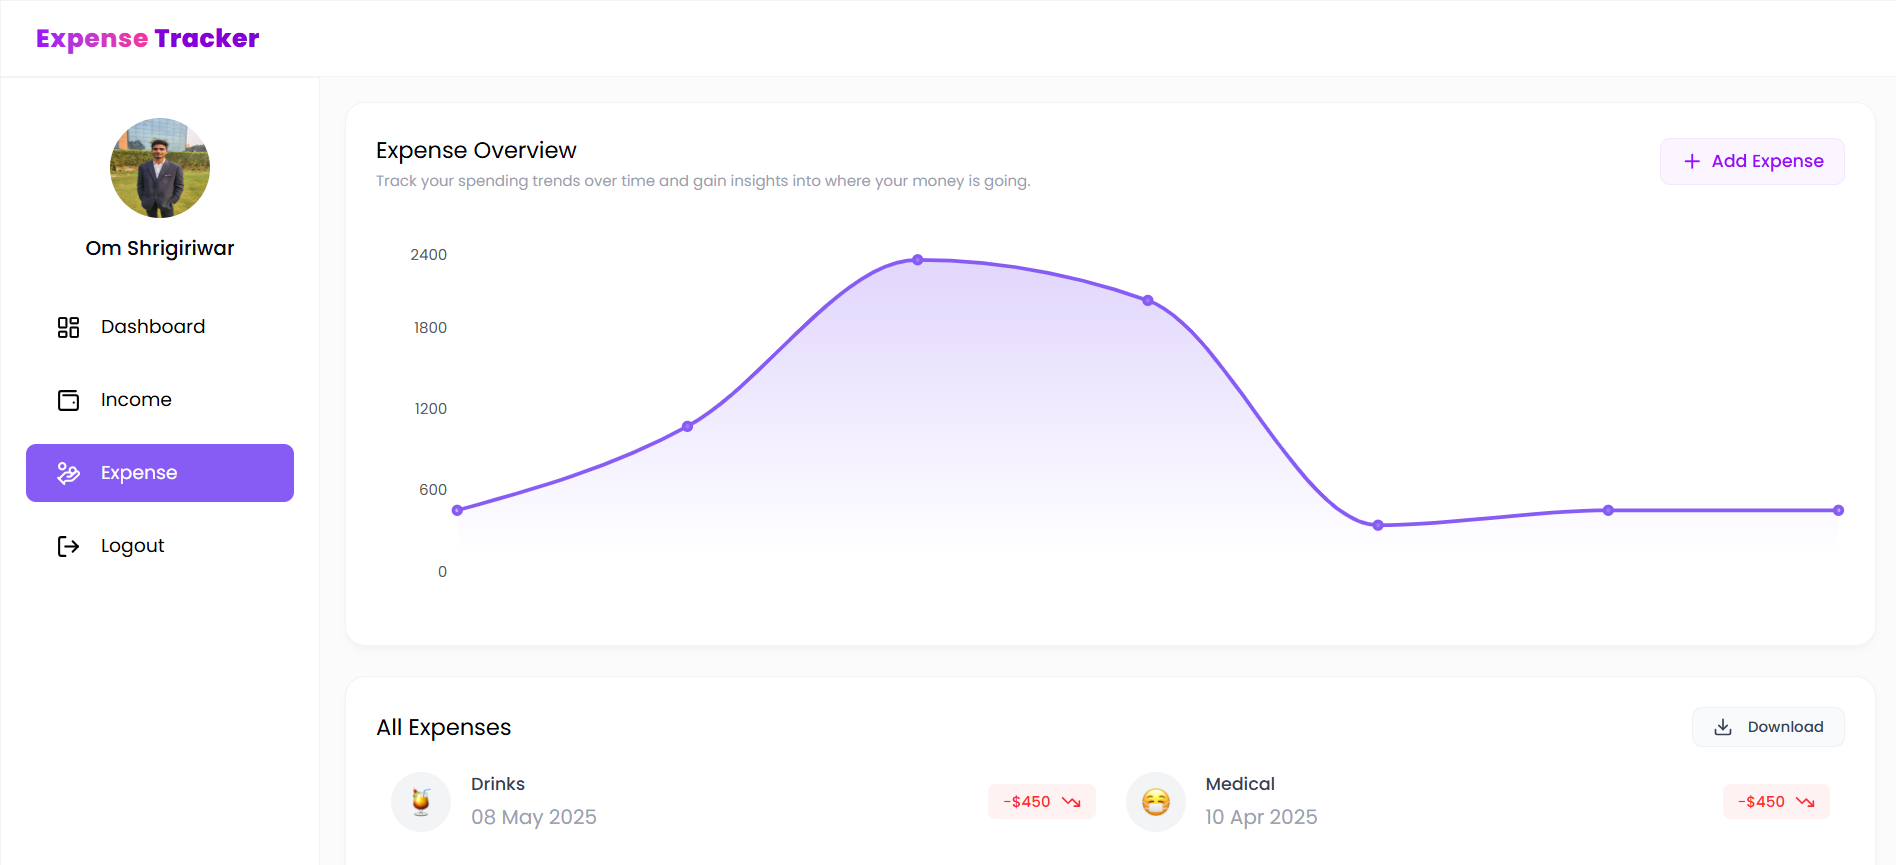 Expense Tracker
Om Shrigiriwar
Dashboard
Income
Expense
Logout
Expense Overview
Track your spending trends over time and gain insights into where your money is going.
+ Add Expense
2400
1800
1200
600
0
All Expenses
Download
Drinks
08 May 2025
-$450
Medical
10 Apr 2025
-$450